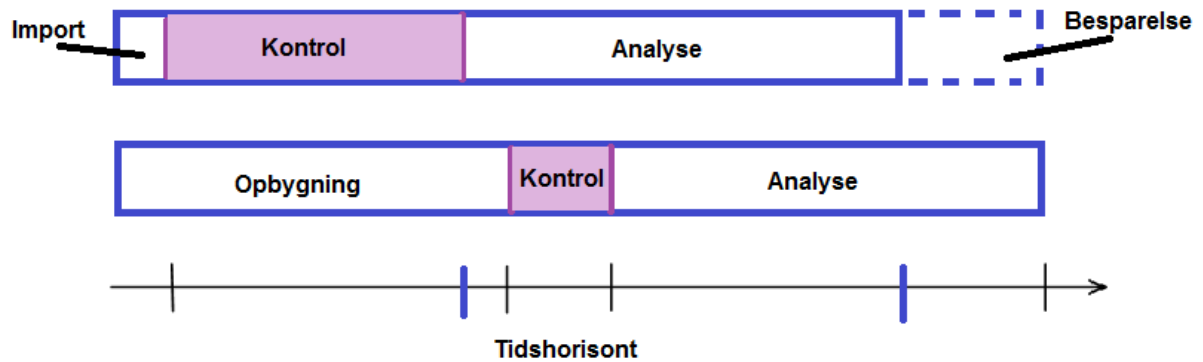 Import
Kontrol
Analyse
Besparelse
Opbygning
Kontrol
Analyse
Tidshorisont